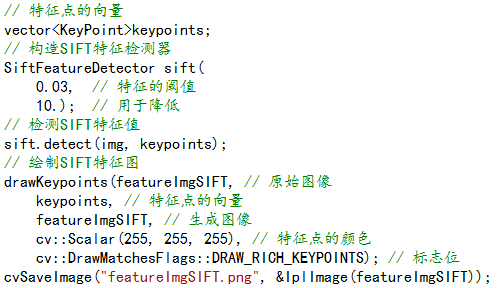 // 特征点的向量
vector<KeyPoint>keypoints;
// 构造SIFT特征检测器
SiftFeatureDetector sift(
    0.03,  // 特征的阈值
    10.);  // 用于降低
// 检测SIFT特征值
sift.detect(img, keypoints);
// 绘制SIFT特征图
drawKeypoints(featureImgSIFT, // 原始图像
    keypoints, // 特征点的向量
    featureImgSIFT, // 生成图像
    cv::Scalar(255, 255, 255), // 特征点的颜色
    cv::DrawMatchesFlags::DRAW_RICH_KEYPOINTS); // 标志位
cvSaveImage("featureImgSIFT.png", &IplImage(featureImgSIFT));